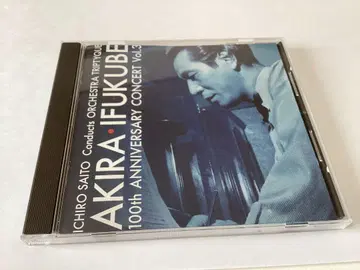 ICHIRO SAITO Conducts ORCHESTRA TRIPTYQUE
AKIRA・IFUKUBE
100th ANNIVERSARY CONCERT Vol.3